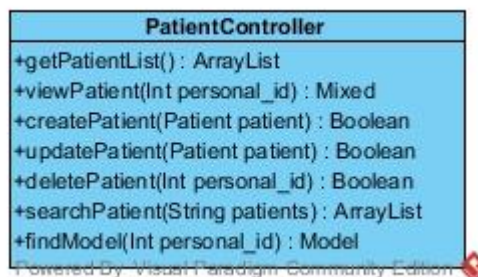 PatientController
+getPatientList() : ArrayList
+viewPatient(Int personal_id) : Mixed
+createPatient(Patient patient) : Boolean
+updatePatient(Patient patient) : Boolean
+deletePatient(Int personal_id) : Boolean
+searchPatient(String patients) : ArrayList
+findModel(Int personal_id) : Model
Powered By Visual Paradigm Community Edition